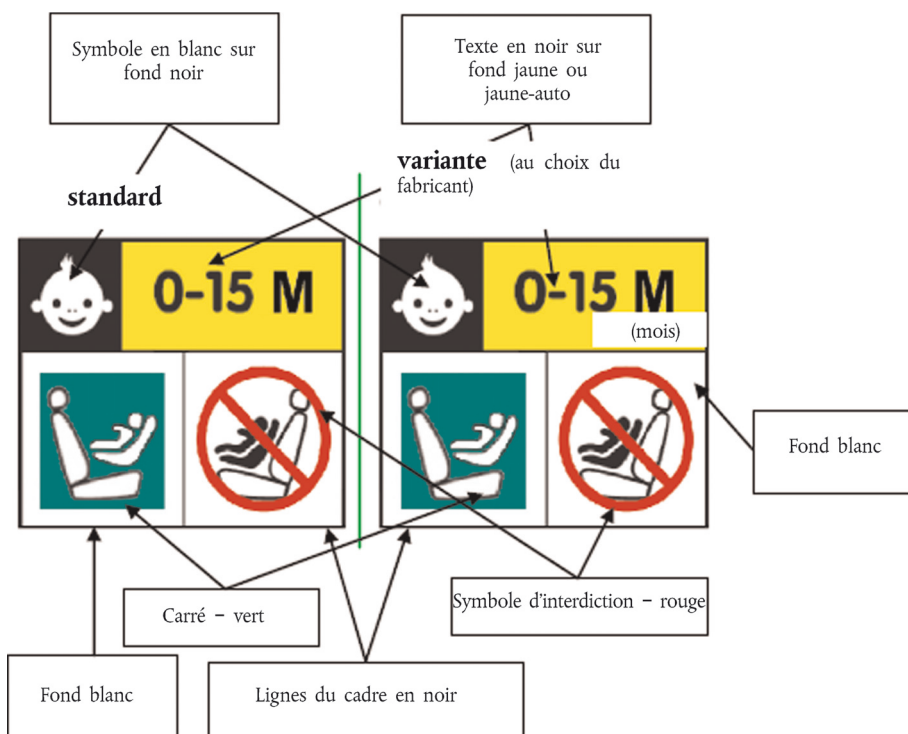 Symbole en blanc sur
fond noir
Texte en noir sur
fond jaune ou
jaune-auto
standard
variante (au choix du
fabricant)
0-15 M
0-15 M
(mois)
Fond blanc
Carré – vert
Symbole d'interdiction – rouge
Fond blanc
Lignes du cadre en noir